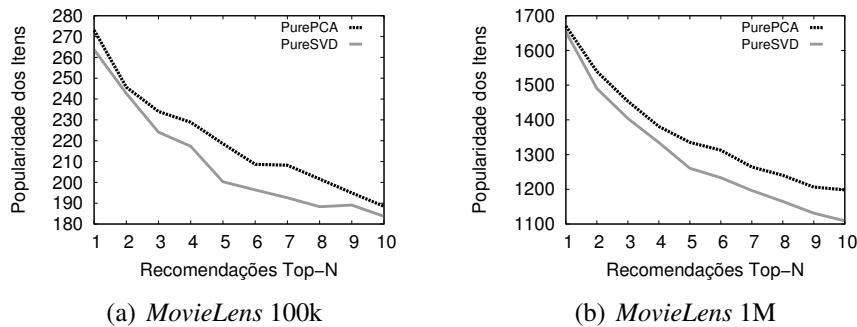 280
270
260
250
240
230
220
210
200
190
180
Popularidade dos Itens
PurePCA
PureSVD
1 2 3 4 5 6 7 8 9 10
Recomendações Top−N
(a) MovieLens 100k
1700
1600
1500
1400
1300
1200
1100
Popularidade dos Itens
PurePCA
PureSVD
1 2 3 4 5 6 7 8 9 10
Recomendações Top−N
(b) MovieLens 1M